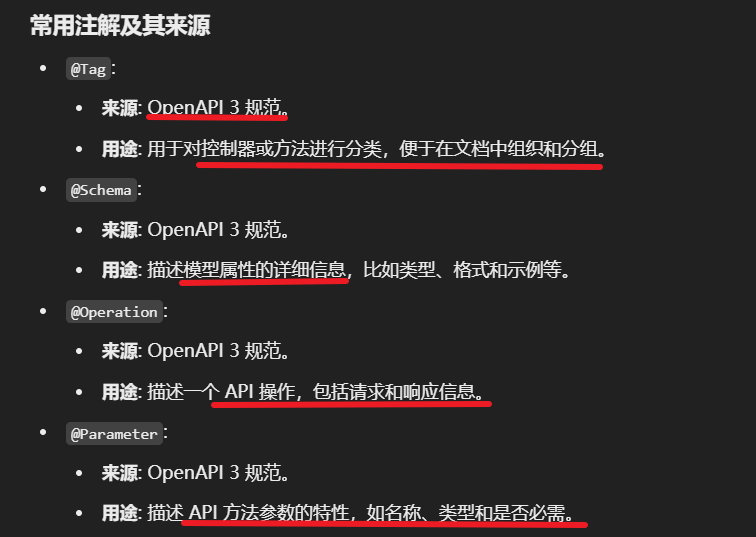 常用注解及其来源
@Tag:
来源: OpenAPI 3 规范。
用途: 用于对控制器或方法进行分类，便于在文档中组织和分组。
@Schema:
来源: OpenAPI 3 规范。
用途: 描述模型属性的详细信息，比如类型、格式和示例等。
@Operation:
来源: OpenAPI 3 规范。
用途: 描述一个 API 操作，包括请求和响应信息。
@Parameter:
来源: OpenAPI 3 规范。
用途: 描述 API 方法参数的特性，如名称、类型和是否必需。